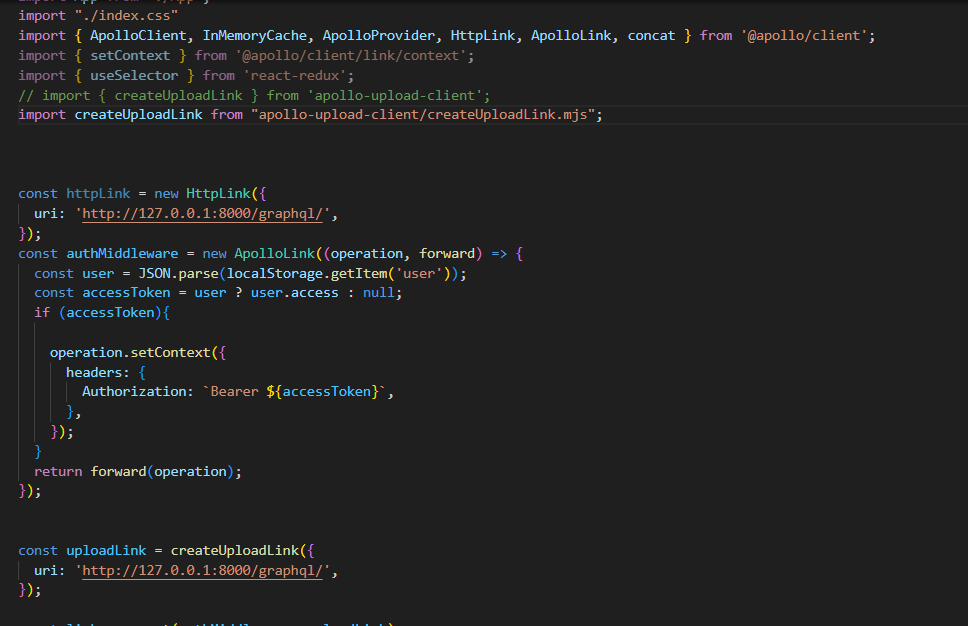 import "./index.css"
import { ApolloClient, InMemoryCache, ApolloProvider, HttpLink, ApolloLink, concat } from '@apollo/client';
import { setContext } from '@apollo/client/link/context';
import { useSelector } from 'react-redux';
// import { createUploadLink } from 'apollo-upload-client';
import createUploadLink from "apollo-upload-client/createUploadLink.mjs";
const httpLink = new HttpLink({
uri: 'http://127.0.0.1:8000/graphql/',
});
const authMiddleware = new ApolloLink((operation, forward) => {
const user = JSON.parse(localStorage.getItem('user'));
const accessToken = user ? user.access : null;
if (accessToken){
operation.setContext({
headers: {
Authorization: `Bearer ${accessToken}`,
},
});
}
return forward(operation);
});
const uploadLink = createUploadLink({
uri: 'http://127.0.0.1:8000/graphql/',
});